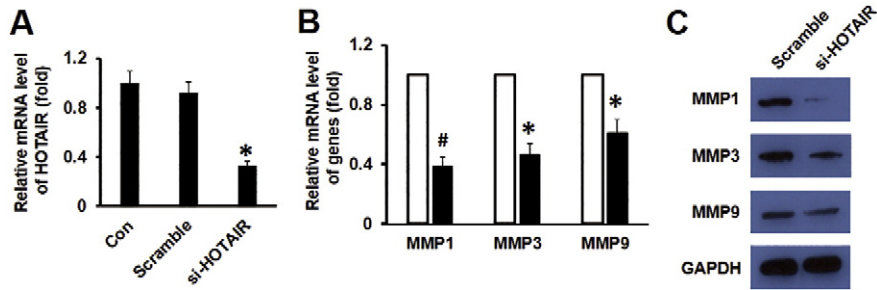 A
Relative mRNA level
of HOTAIR (fold)
1.2
0.8
0.4
0
*
Con
Scramble
si-HOTAIR
B
Relative mRNA level
of genes (fold)
1.2
0.8
0.4
0
#
*
*
MMP1
MMP3
MMP9
C
Scramble
si-HOTAIR
MMP1
MMP3
MMP9
GAPDH